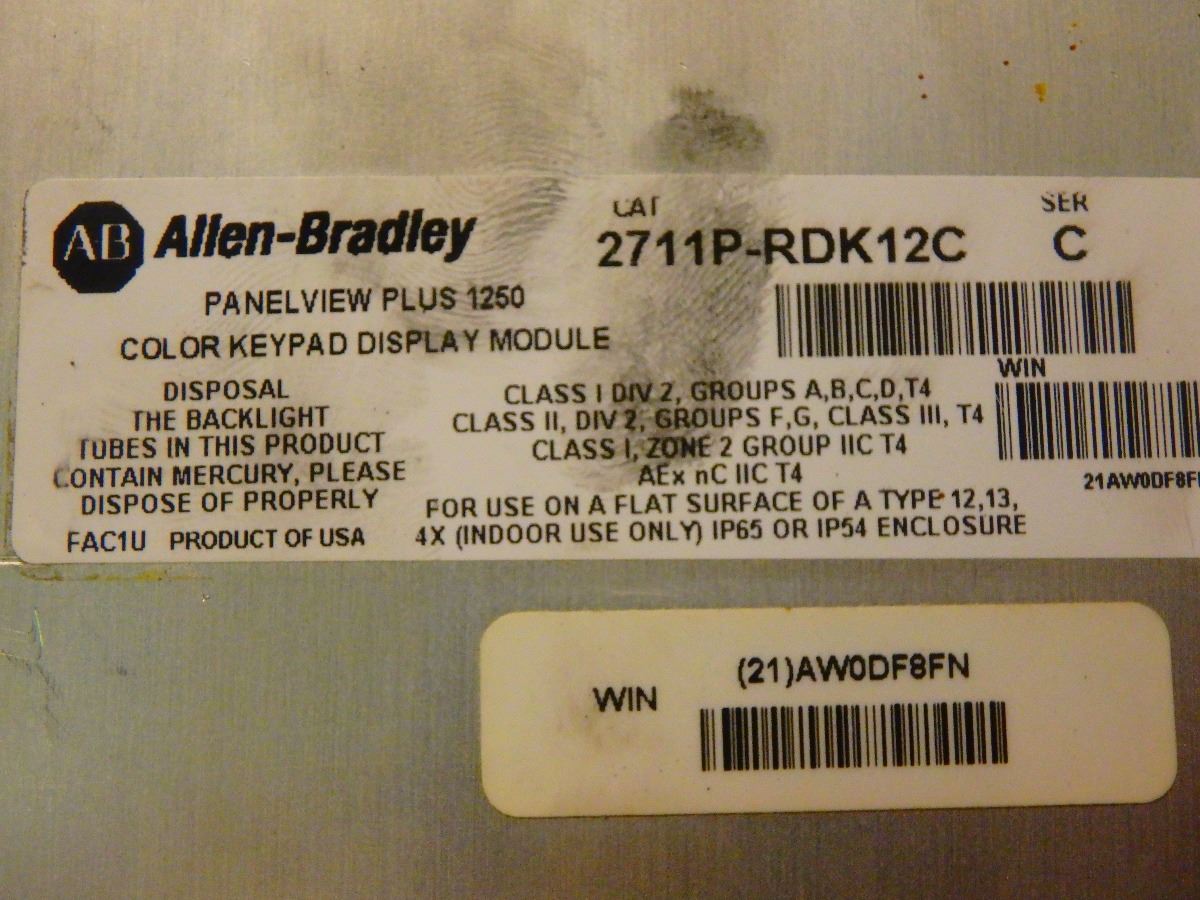 AB Allen-Bradley
CAT
SER
2711P-RDK12C
C
PANELVIEW PLUS 1250
COLOR KEYPAD DISPLAY MODULE
WIN
DISPOSAL
THE BACKLIGHT
TUBES IN THIS PRODUCT
CONTAIN MERCURY, PLEASE
DISPOSE OF PROPERLY
FAC1U PRODUCT OF USA
CLASS I DIV 2, GROUPS A,B,C,D,T4
CLASS II, DIV 2, GROUPS F,G, CLASS III, T4
CLASS I, ZONE 2 GROUP IIC T4
AEx nC IIC T4
FOR USE ON A FLAT SURFACE OF A TYPE 12,13,
4X (INDOOR USE ONLY) IP65 OR IP54 ENCLOSURE
21AW0DF8F
(21)AW0DF8FN
WIN